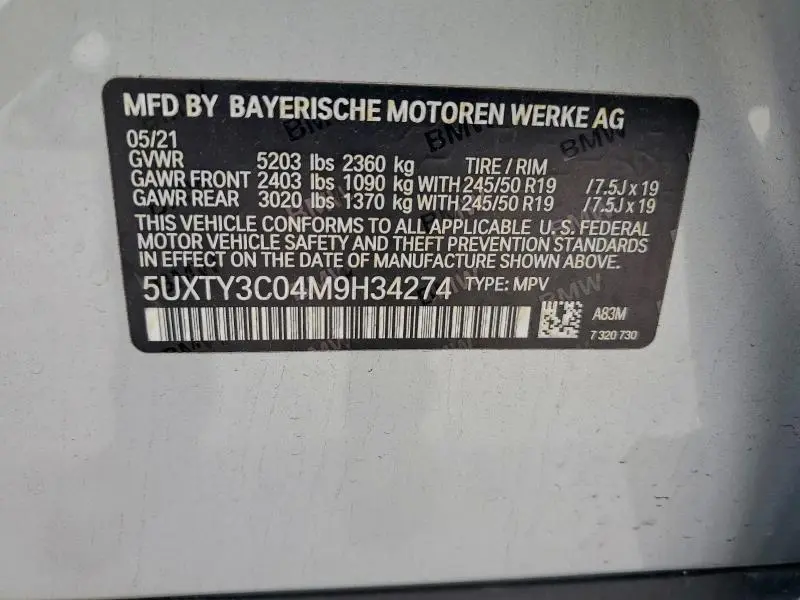 MFD BY BAYERISCHE MOTOREN WERKE AG
05/21
GVWR 5203 lbs 2360 kg TIRE / RIM
GAWR FRONT 2403 lbs 1090 kg WITH 245/50 R19 /7.5J x 19
GAWR REAR 3020 lbs 1370 kg WITH 245/50 R19 /7.5J x 19
THIS VEHICLE CONFORMS TO ALL APPLICABLE U. S. FEDERAL
MOTOR VEHICLE SAFETY AND THEFT PREVENTION STANDARDS
IN EFFECT ON THE DATE OF MANUFACTURE SHOWN ABOVE.
5UXTY3C04M9H34274 TYPE: MPV
A83M
7 320 730